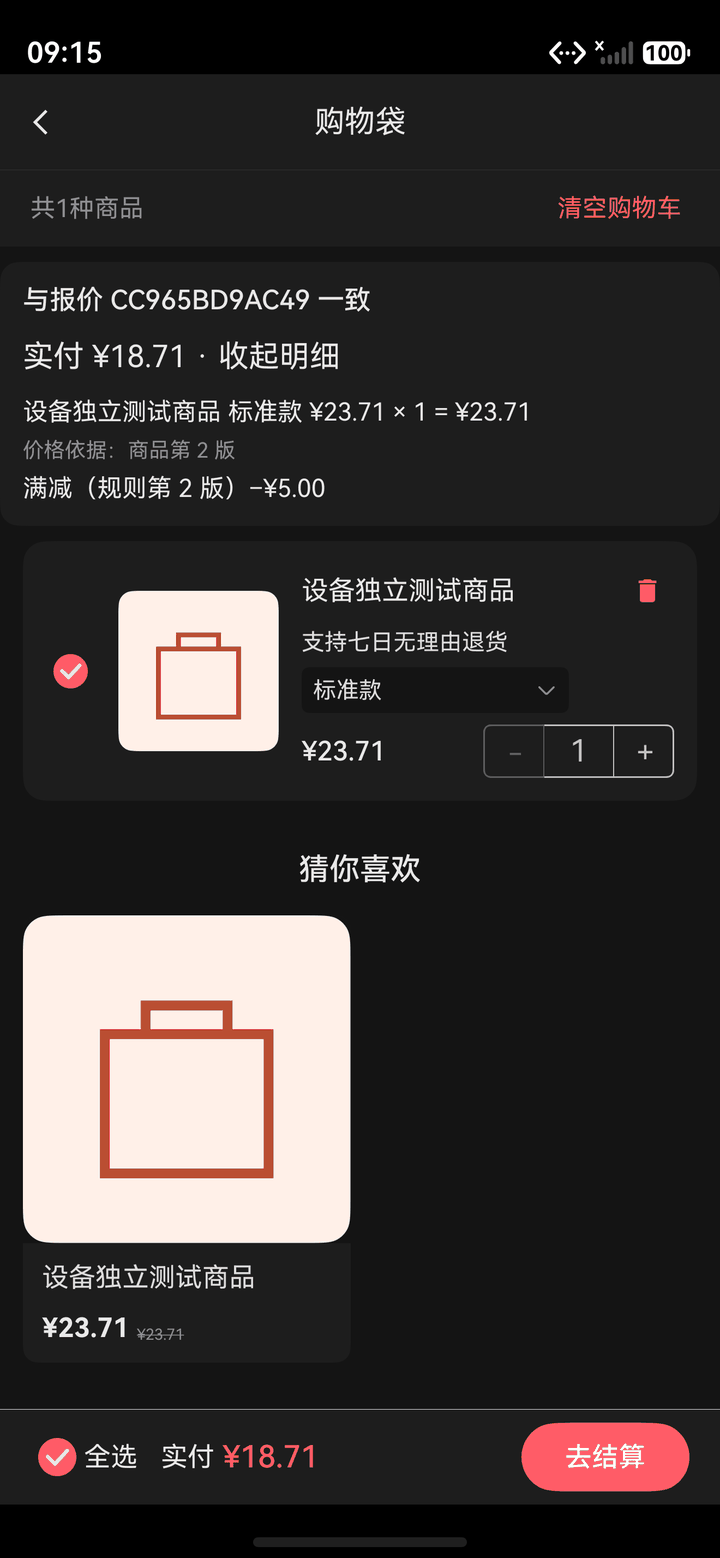 09:15
100
购物袋
共1种商品
清空购物车
与报价 CC965BD9AC49 一致
实付 ¥18.71 · 收起明细
设备独立测试商品 标准款 ¥23.71 × 1 = ¥23.71
价格依据：商品第 2 版
满减（规则第 2 版）−¥5.00
设备独立测试商品
支持七日无理由退货
标准款
¥23.71
− 1 +
猜你喜欢
设备独立测试商品
¥23.71 ¥23.71
全选 实付 ¥18.71
去结算